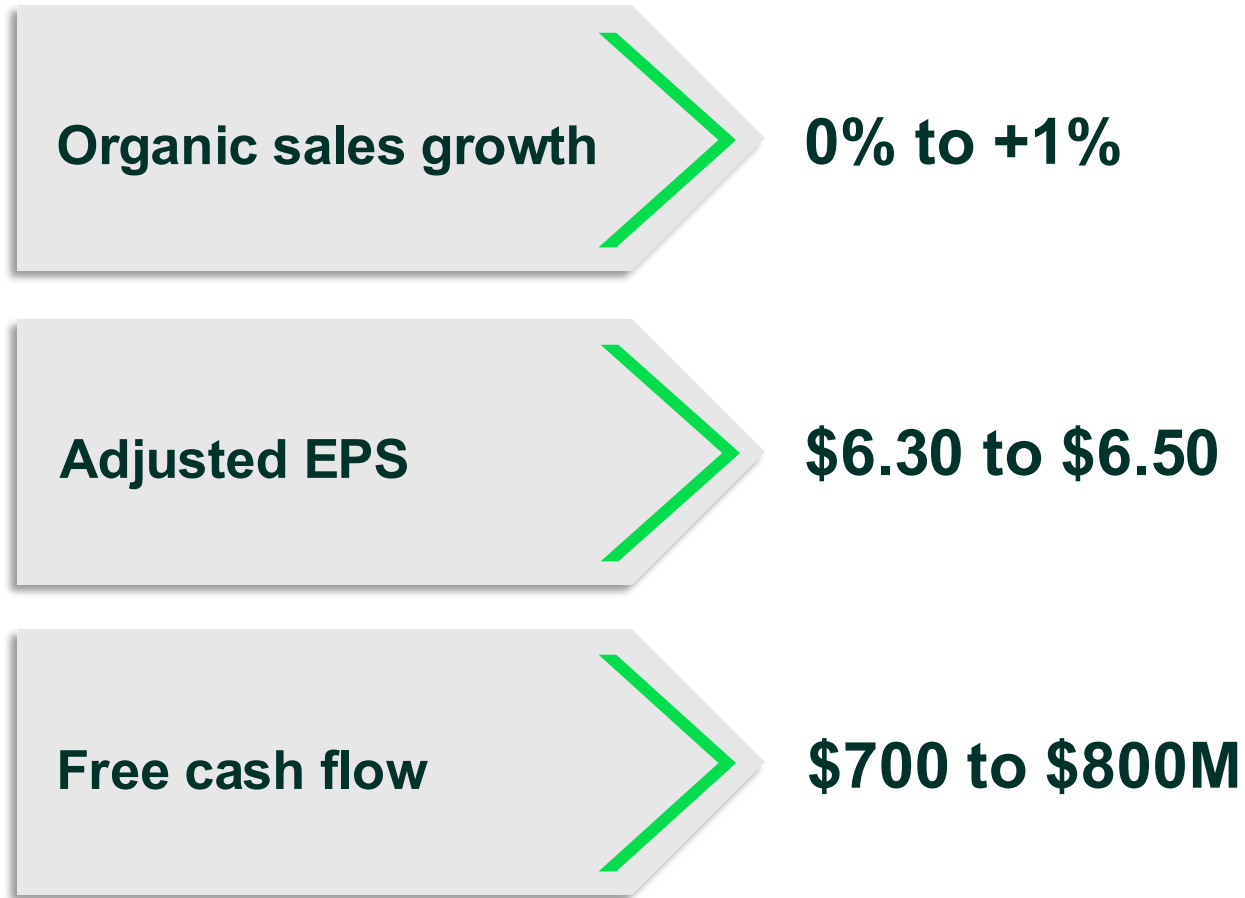 Organic sales growth
0% to +1%
Adjusted EPS
$6.30 to $6.50
Free cash flow
$700 to $800M